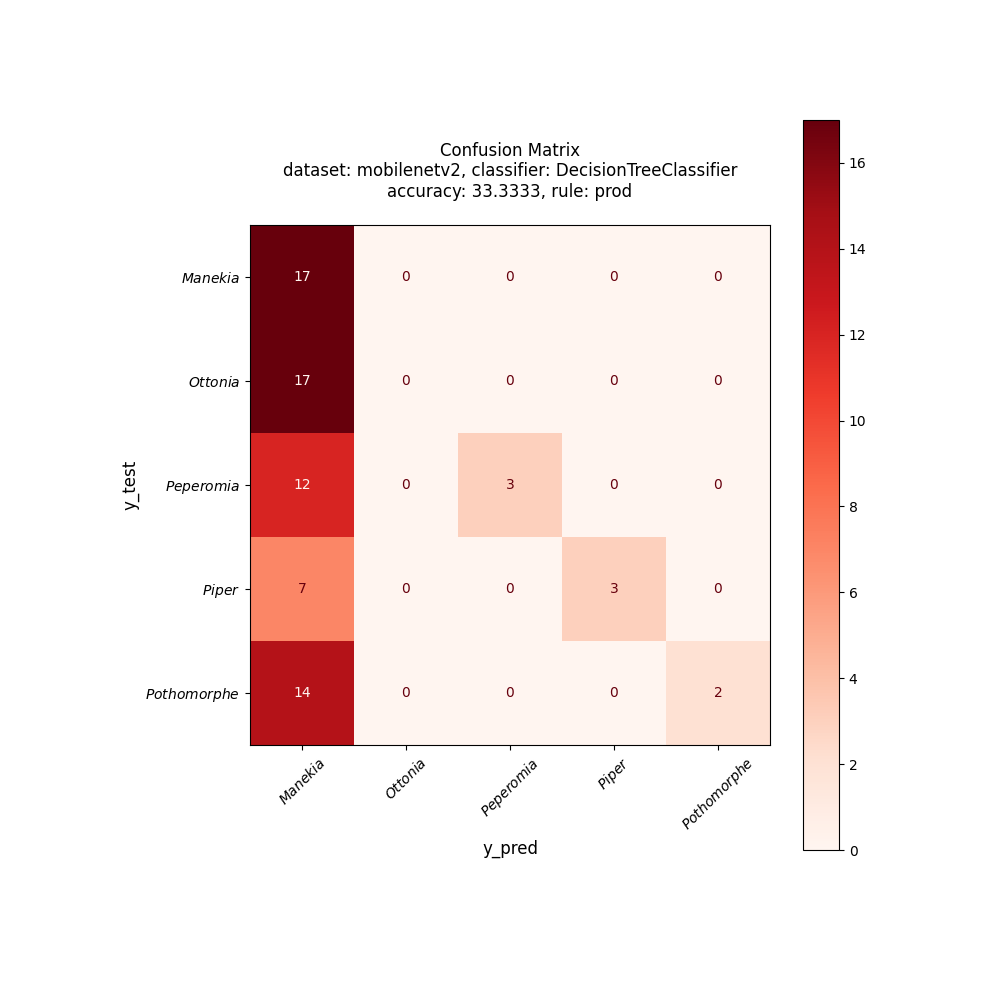 Confusion Matrix
dataset: mobilenetv2, classifier: DecisionTreeClassifier
accuracy: 33.3333, rule: prod
y_test
Manekia 17 0 0 0 0
Ottonia 17 0 0 0 0
Peperomia 12 0 3 0 0
Piper 7 0 0 3 0
Pothomorphe 14 0 0 0 2
Manekia Ottonia Peperomia Piper Pothomorphe
y_pred
16
14
12
10
8
6
4
2
0